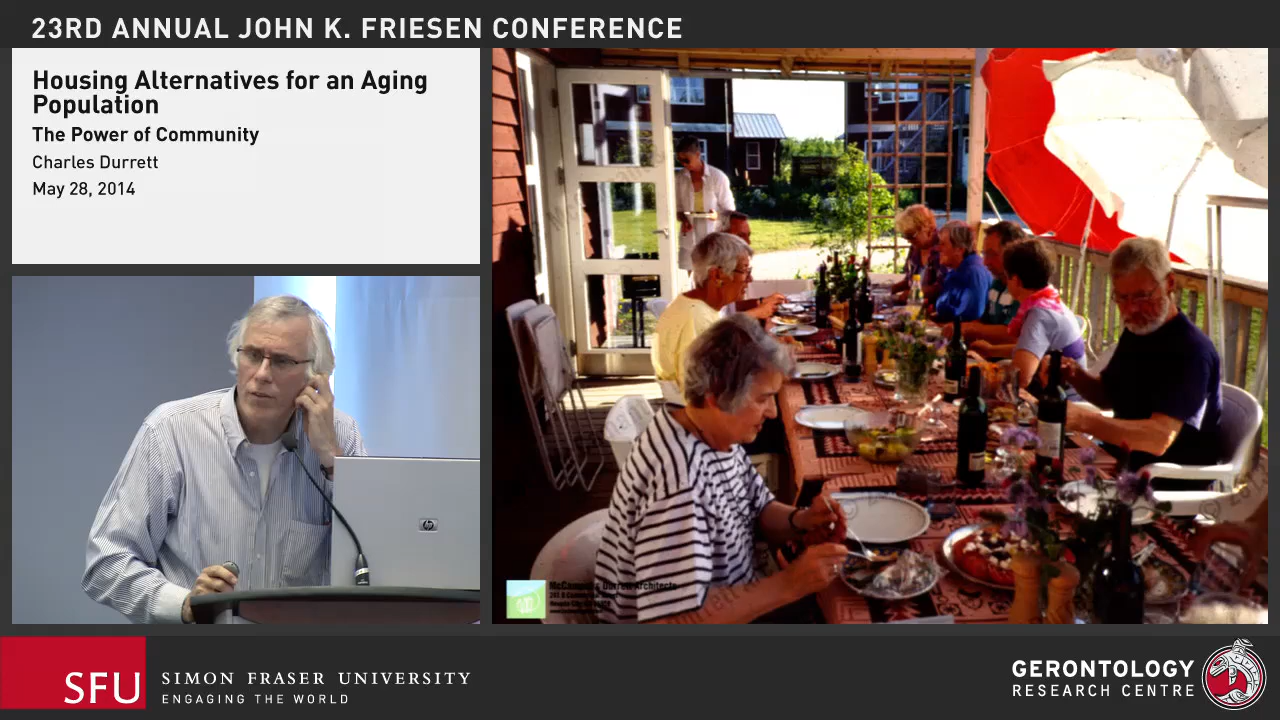 23RD ANNUAL JOHN K. FRIESEN CONFERENCE
Housing Alternatives for an Aging
Population
The Power of Community
Charles Durrett
May 28, 2014
hp
SFU
SIMON FRASER UNIVERSITY
ENGAGING THE WORLD
GERONTOLOGY
RESEARCH CENTRE